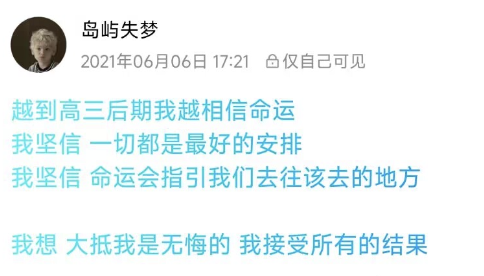 岛屿失梦
2021年06月06日 17:21 仅自己可见
越到高三后期我越相信命运
我坚信 一切都是最好的安排
我坚信 命运会指引我们去往该去的地方
我想 大抵我是无悔的 我接受所有的结果